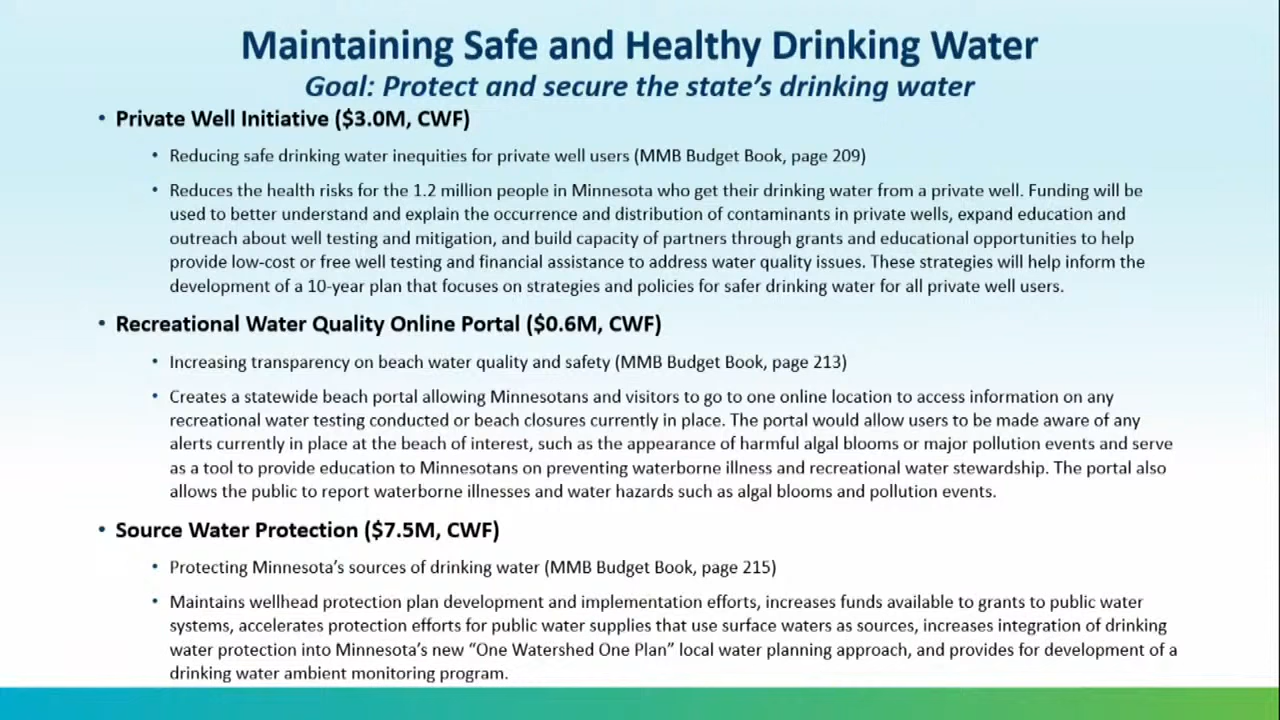 Maintaining Safe and Healthy Drinking Water
Goal: Protect and secure the state's drinking water
• Private Well Initiative ($3.0M, CWF)
• Reducing safe drinking water inequities for private well users (MMB Budget Book, page 209)
• Reduces the health risks for the 1.2 million people in Minnesota who get their drinking water from a private well. Funding will be
used to better understand and explain the occurrence and distribution of contaminants in private wells, expand education and
outreach about well testing and mitigation, and build capacity of partners through grants and educational opportunities to help
provide low-cost or free well testing and financial assistance to address water quality issues. These strategies will help inform the
development of a 10-year plan that focuses on strategies and policies for safer drinking water for all private well users.
• Recreational Water Quality Online Portal ($0.6M, CWF)
• Increasing transparency on beach water quality and safety (MMB Budget Book, page 213)
• Creates a statewide beach portal allowing Minnesotans and visitors to go to one online location to access information on any
recreational water testing conducted or beach closures currently in place. The portal would allow users to be made aware of any
alerts currently in place at the beach of interest, such as the appearance of harmful algal blooms or major pollution events and serve
as a tool to provide education to Minnesotans on preventing waterborne illness and recreational water stewardship. The portal also
allows the public to report waterborne illnesses and water hazards such as algal blooms and pollution events.
• Source Water Protection ($7.5M, CWF)
• Protecting Minnesota's sources of drinking water (MMB Budget Book, page 215)
• Maintains wellhead protection plan development and implementation efforts, increases funds available to grants to public water
systems, accelerates protection efforts for public water supplies that use surface waters as sources, increases integration of drinking
water protection into Minnesota's new “One Watershed One Plan” local water planning approach, and provides for development of a
drinking water ambient monitoring program.